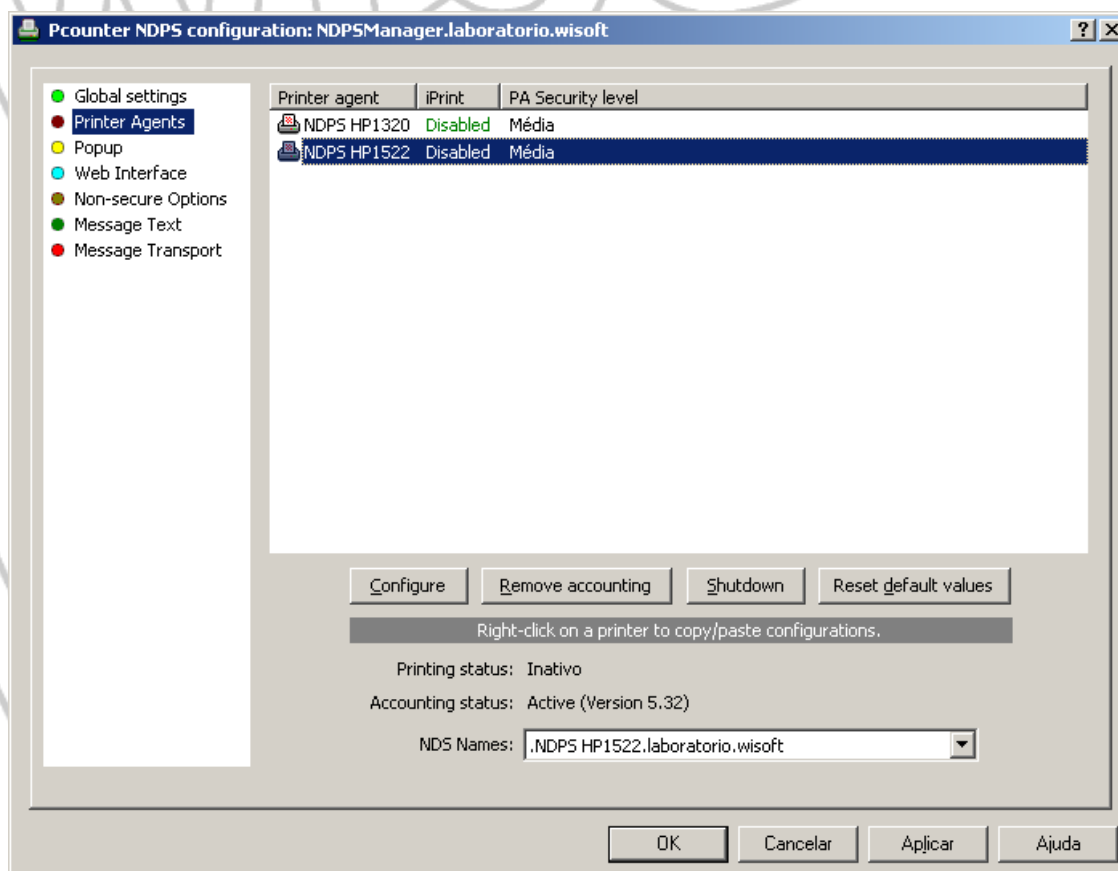 Pcounter NDPS configuration: NDPSManager.laboratorio.wisoft
Global settings
Printer Agents
Popup
Web Interface
Non-secure Options
Message Text
Message Transport
Printer agent iPrint PA Security level
NDPS HP1320 Disabled Média
NDPS HP1522 Disabled Média
Configure Remove accounting Shutdown Reset default values
Right-click on a printer to copy/paste configurations.
Printing status: Inativo
Accounting status: Active (Version 5.32)
NDS Names: .NDPS HP1522.laboratorio.wisoft
OK Cancelar Aplicar Ajuda